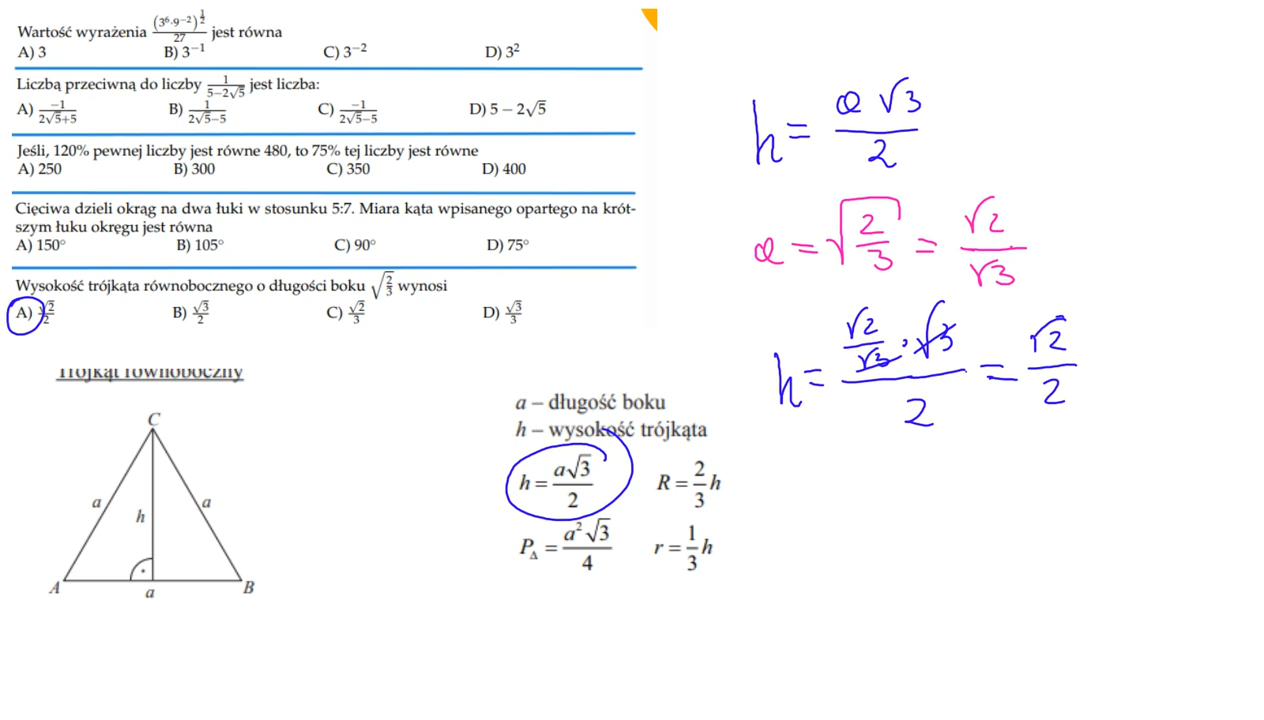 Wartość wyrażenia (3⁶·9⁻²)^½/27 jest równa
A) 3 B) 3⁻¹ C) 3⁻² D) 3²
Liczbą przeciwną do liczby 1/(5−2√5) jest liczba:
A) −1/(2√5+5) B) 1/(2√5−5) C) −1/(2√5−5) D) 5 − 2√5
Jeśli, 120% pewnej liczby jest równe 480, to 75% tej liczby jest równe
A) 250 B) 300 C) 350 D) 400
Cięciwa dzieli okrąg na dwa łuki w stosunku 5:7. Miara kąta wpisanego opartego na krót-
szym łuku okręgu jest równa
A) 150° B) 105° C) 90° D) 75°
Wysokość trójkąta równobocznego o długości boku √(2/3) wynosi
A) √2/2 B) √3/2 C) √2/3 D) √3/3
Trójkąt równoboczny
C
a h a
A a B
a – długość boku
h – wysokość trójkąta
h = a√3/2 R = 2/3 h
P△ = a²√3/4 r = 1/3 h
h = a√3/2
a = √(2/3) = √2/√3
h = (√2/√3 · √3)/2 = √2/2